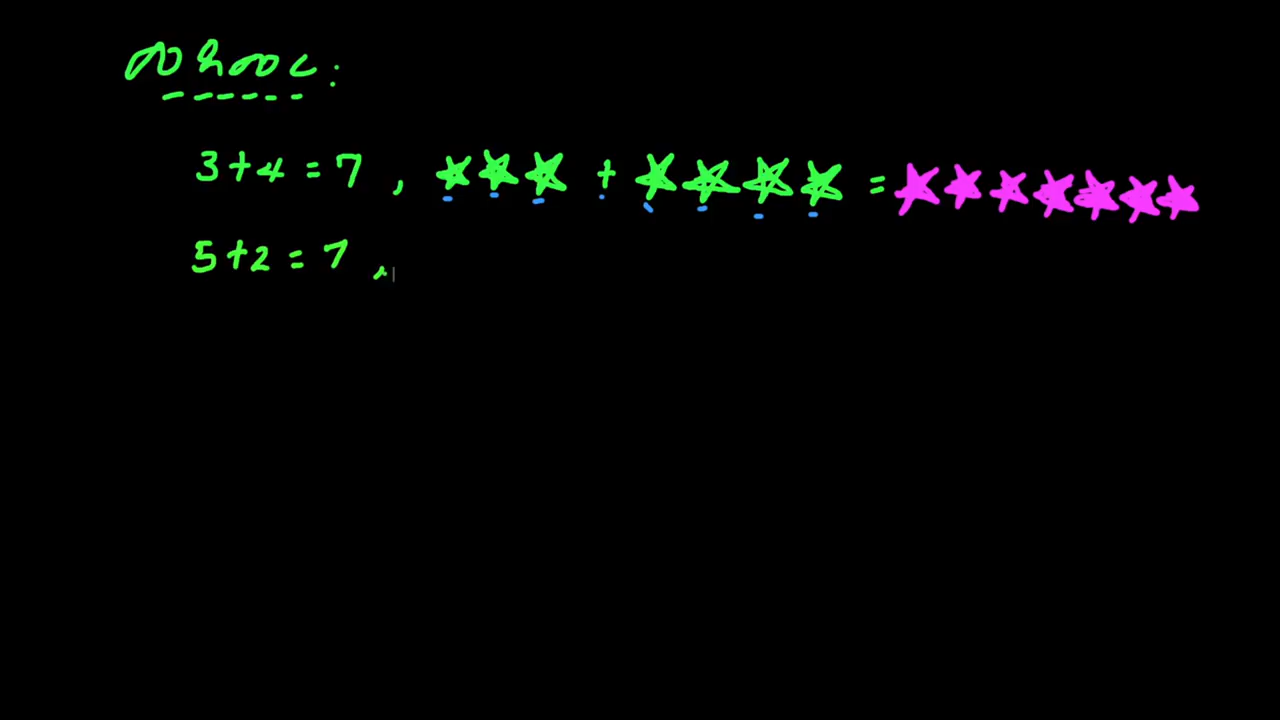 3+4=7, ☆☆☆ + ☆☆☆☆ = ★★★★★★★
5+2=7,